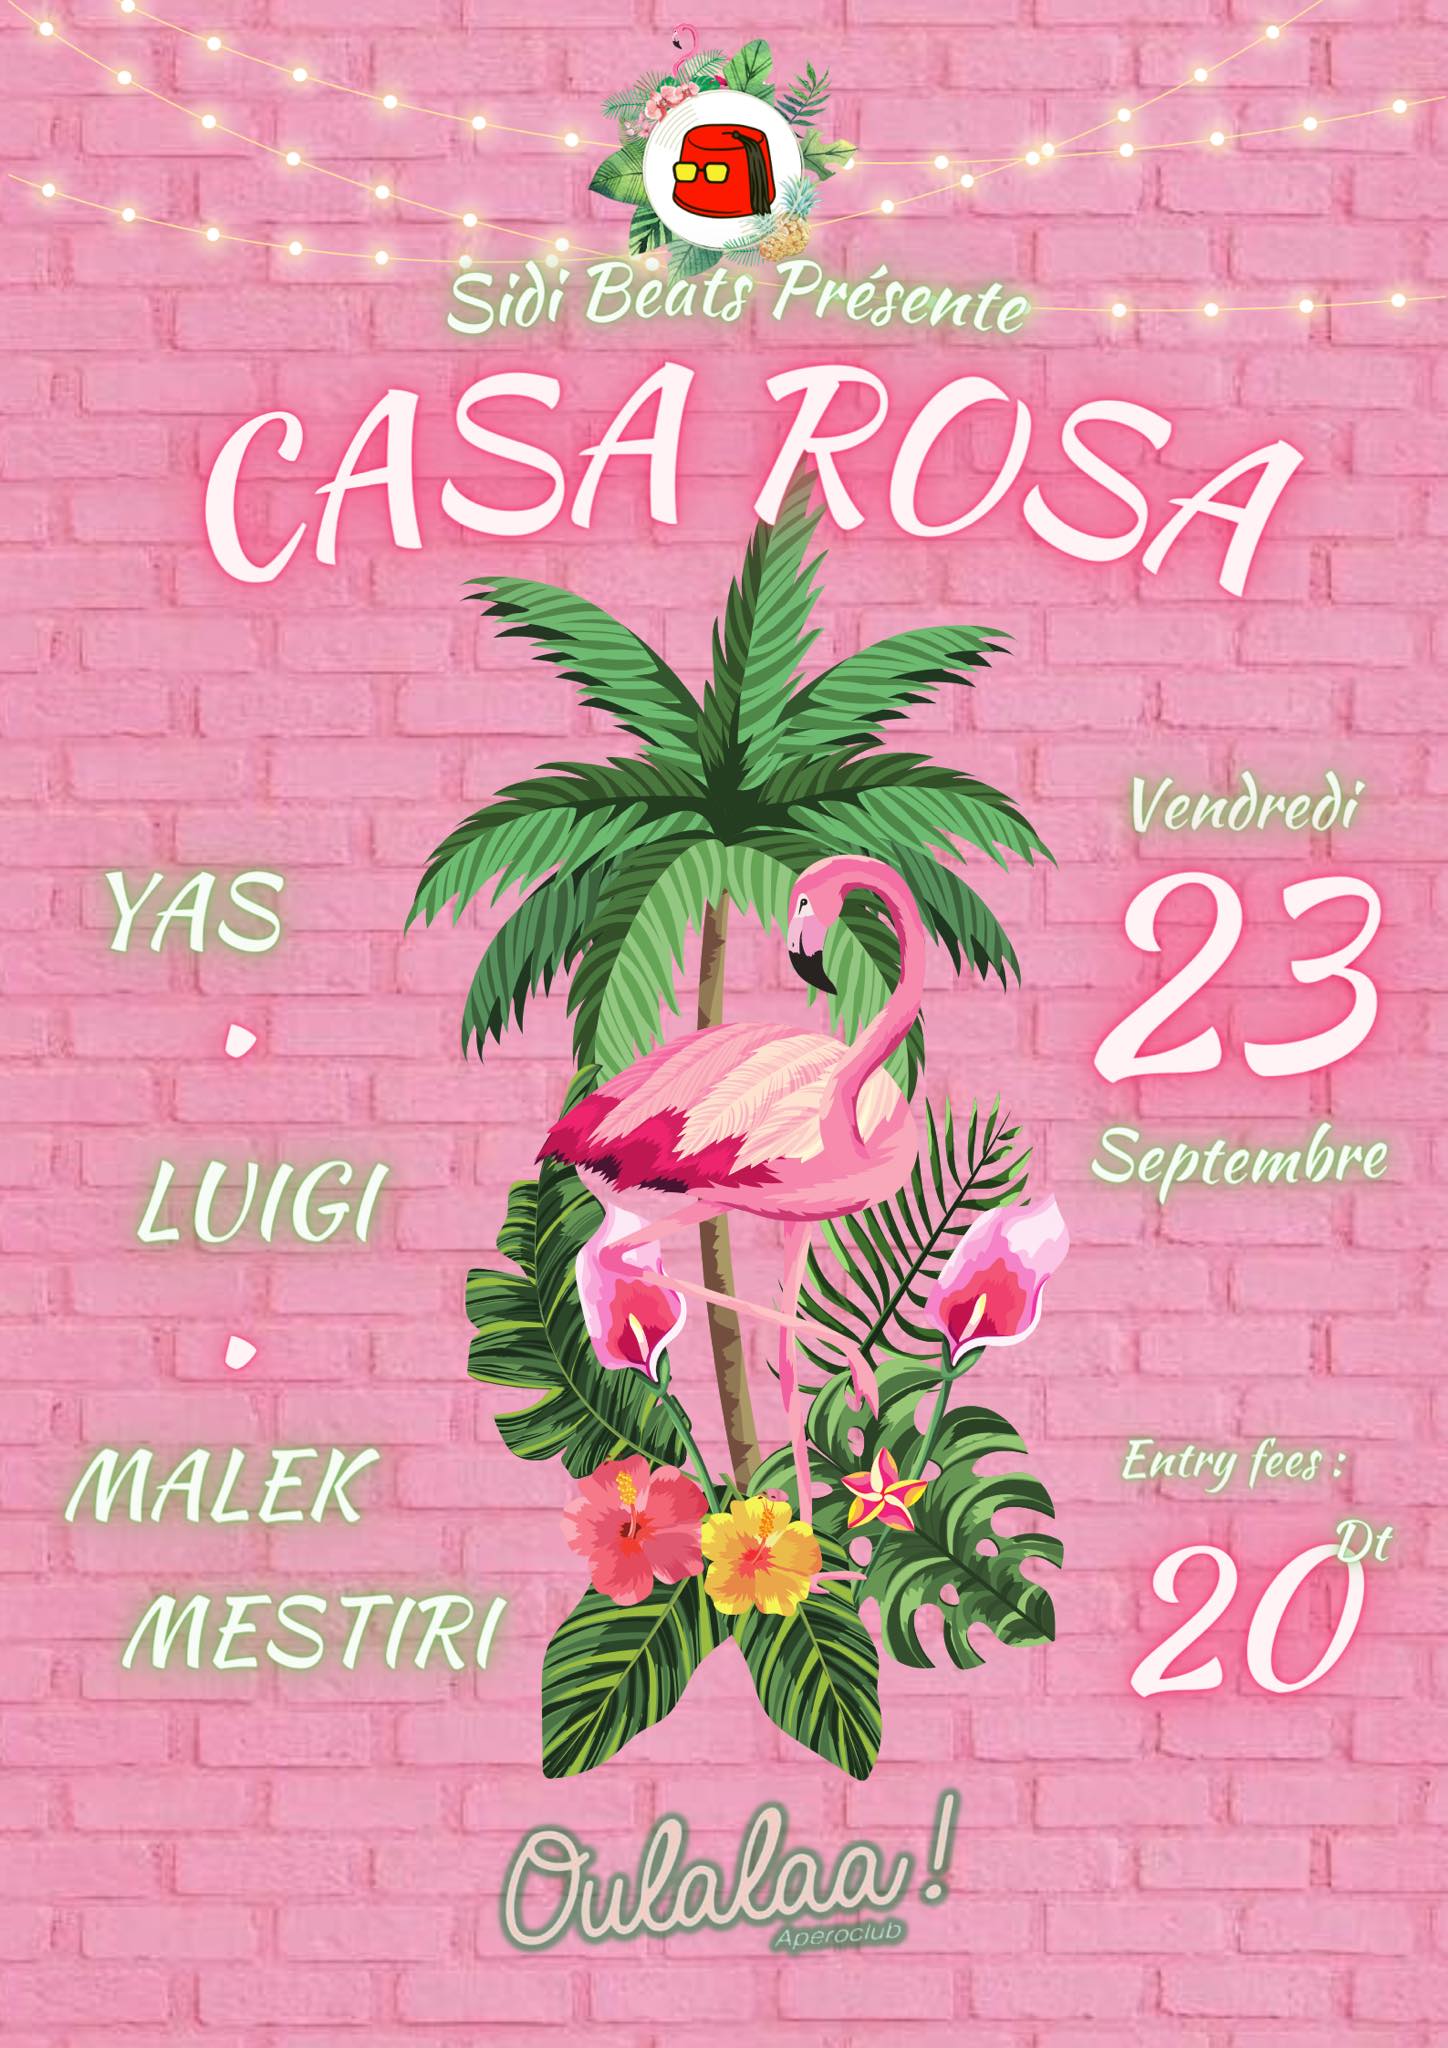 Sidi Beats Présente
CASA ROSA
YAS
LUIGI
MALEK
MESTIRI
Vendredi
23
Septembre
Entry fees :
20 Dt
Oulalaa !
Aperoclub